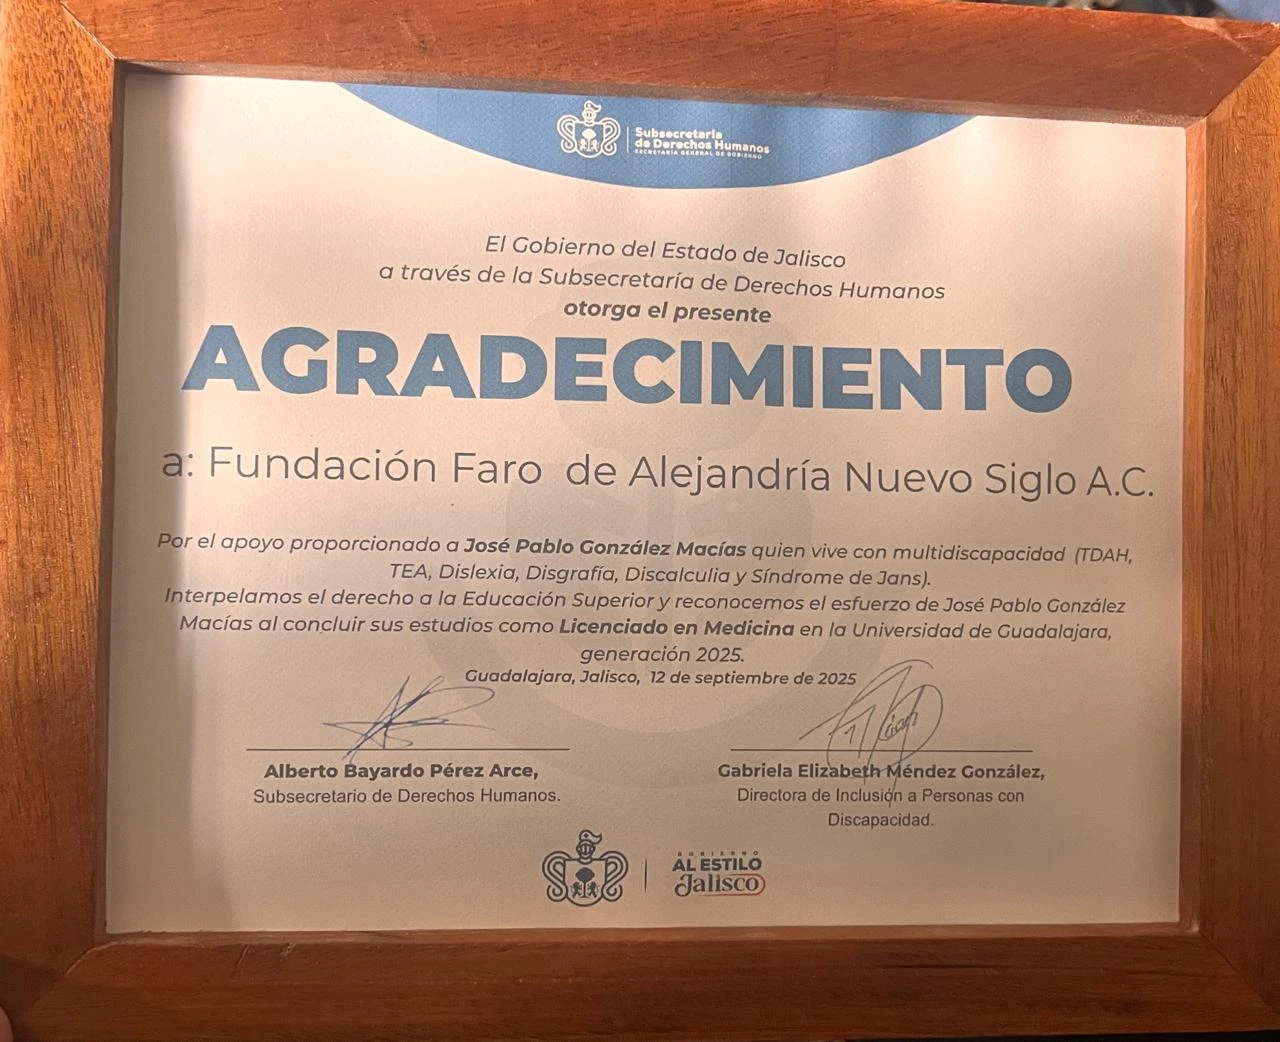 Subsecretaría
de Derechos Humanos
SECRETARÍA GENERAL DE GOBIERNO
El Gobierno del Estado de Jalisco
a través de la Subsecretaría de Derechos Humanos
otorga el presente
AGRADECIMIENTO
a: Fundación Faro de Alejandría Nuevo Siglo A.C.
Por el apoyo proporcionado a José Pablo González Macías quien vive con multidiscapacidad (TDAH,
TEA, Dislexia, Disgrafía, Discalculia y Síndrome de Jans).
Interpelamos el derecho a la Educación Superior y reconocemos el esfuerzo de José Pablo González
Macías al concluir sus estudios como Licenciado en Medicina en la Universidad de Guadalajara,
generación 2025.
Guadalajara, Jalisco, 12 de septiembre de 2025
Alberto Bayardo Pérez Arce,
Subsecretario de Derechos Humanos.
Gabriela Elizabeth Méndez González,
Directora de Inclusión a Personas con
Discapacidad.
GOBIERNO
AL ESTILO
Jalisco